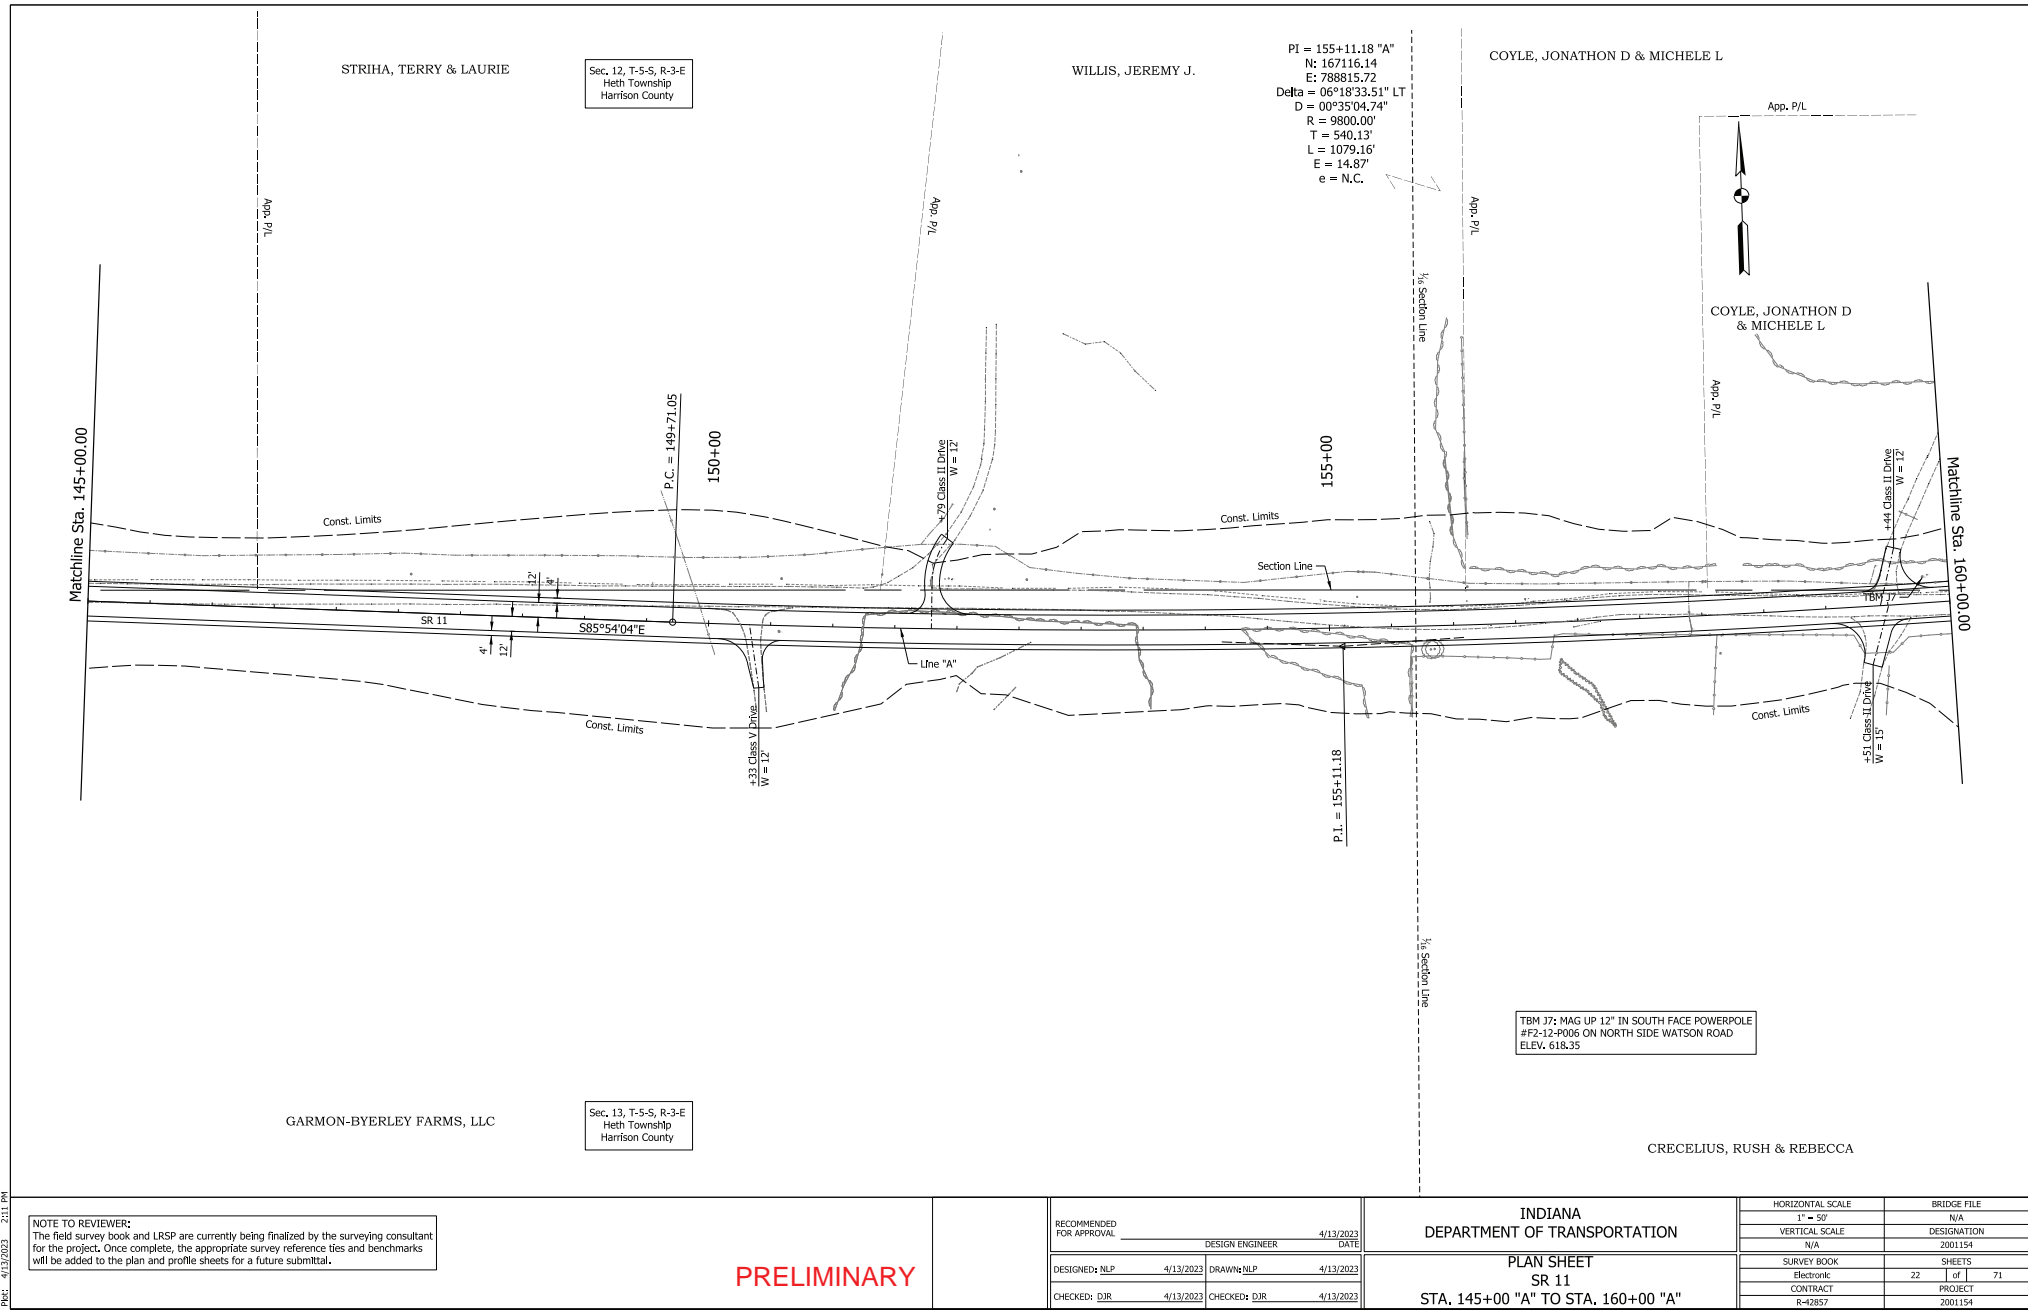 STRIHA, TERRY & LAURIE
Sec. 12, T-5-S, R-3-E
Heth Township
Harrison County
WILLIS, JEREMY J.
PI = 155+11.18 "A"
N: 167116.14
E: 788815.72
Delta = 06°18'33.51" LT
D = 00°35'04.74"
R = 9800.00'
T = 540.13'
L = 1079.16'
E = 14.87'
e = N.C.
COYLE, JONATHON D & MICHELE L
App. P/L
App. P/L
App. P/L
App. P/L
1/16 Section Line
COYLE, JONATHON D
& MICHELE L
App. P/L
Matchline Sta. 145+00.00
P.C. = 149+71.05
150+00
+79 Class II Drive
W = 12'
155+00
+44 Class II Drive
W = 12'
Matchline Sta. 160+00.00
Const. Limits
Const. Limits
Section Line
12'
4'
TBM J7
SR 11
S85°54'04"E
4'
12'
Line "A"
Const. Limits
+33 Class V Drive
W = 12'
P.I. = 155+11.18
Const. Limits
+51 Class II Drive
W = 15'
1/16 Section Line
TBM J7: MAG UP 12" IN SOUTH FACE POWERPOLE
#F2-12-P006 ON NORTH SIDE WATSON ROAD
ELEV. 618.35
GARMON-BYERLEY FARMS, LLC
Sec. 13, T-5-S, R-3-E
Heth Township
Harrison County
CRECELIUS, RUSH & REBECCA
Plot: 4/13/2023 2:11 PM
NOTE TO REVIEWER:
The field survey book and LRSP are currently being finalized by the surveying consultant
for the project. Once complete, the appropriate survey reference ties and benchmarks
will be added to the plan and profile sheets for a future submittal.
PRELIMINARY
RECOMMENDED
FOR APPROVAL
4/13/2023
DESIGN ENGINEER DATE
DESIGNED: NLP 4/13/2023 DRAWN: NLP 4/13/2023
CHECKED: DJR 4/13/2023 CHECKED: DJR 4/13/2023
INDIANA
DEPARTMENT OF TRANSPORTATION
PLAN SHEET
SR 11
STA. 145+00 "A" TO STA. 160+00 "A"
HORIZONTAL SCALE BRIDGE FILE
1" = 50' N/A
VERTICAL SCALE DESIGNATION
N/A 2001154
SURVEY BOOK SHEETS
Electronic 22 of 71
CONTRACT PROJECT
R-42857 2001154